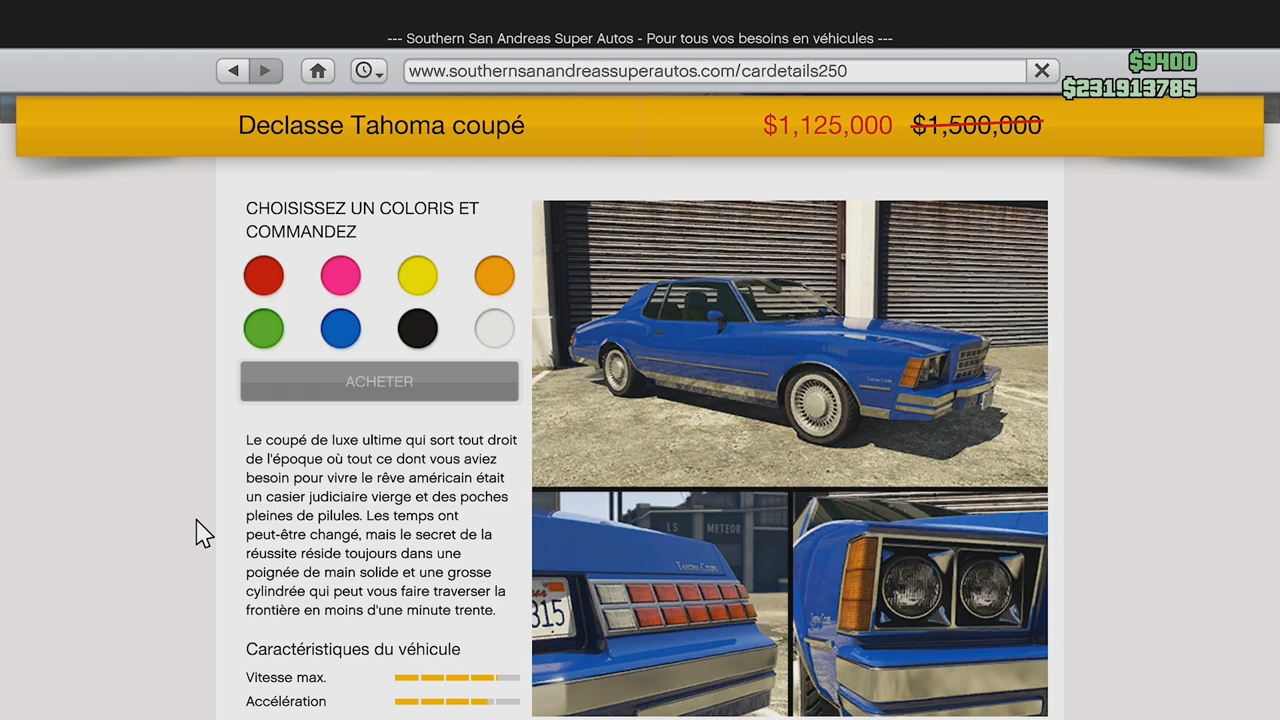 --- Southern San Andreas Super Autos - Pour tous vos besoins en véhicules ---
www.southernsanandreassuperautos.com/cardetails250
$9400
$231913785
Declasse Tahoma coupé
$1,125,000 $1,500,000
CHOISISSEZ UN COLORIS ET
COMMANDEZ
ACHETER
Le coupé de luxe ultime qui sort tout droit
de l'époque où tout ce dont vous aviez
besoin pour vivre le rêve américain était
un casier judiciaire vierge et des poches
pleines de pilules. Les temps ont
peut-être changé, mais le secret de la
réussite réside toujours dans une
poignée de main solide et une grosse
cylindrée qui peut vous faire traverser la
frontière en moins d'une minute trente.
Caractéristiques du véhicule
Vitesse max.
Accélération
LS METEOR
Tahoma Coupe
315